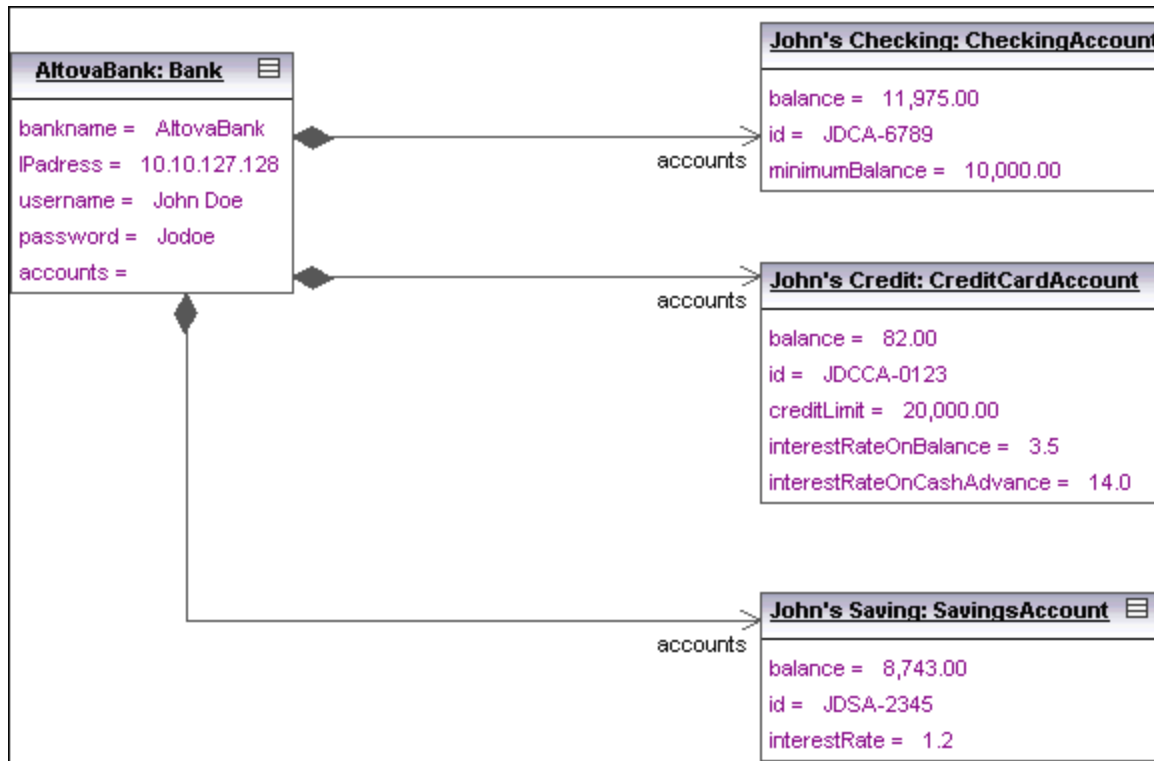 AltovaBank: Bank
bankname = AltovaBank
IPadress = 10.10.127.128
username = John Doe
password = Jodoe
accounts =
accounts
John's Checking: CheckingAccount
balance = 11,975.00
id = JDCA-6789
minimumBalance = 10,000.00
accounts
John's Credit: CreditCardAccount
balance = 82.00
id = JDCCA-0123
creditLimit = 20,000.00
interestRateOnBalance = 3.5
interestRateOnCashAdvance = 14.0
accounts
John's Saving: SavingsAccount
balance = 8,743.00
id = JDSA-2345
interestRate = 1.2